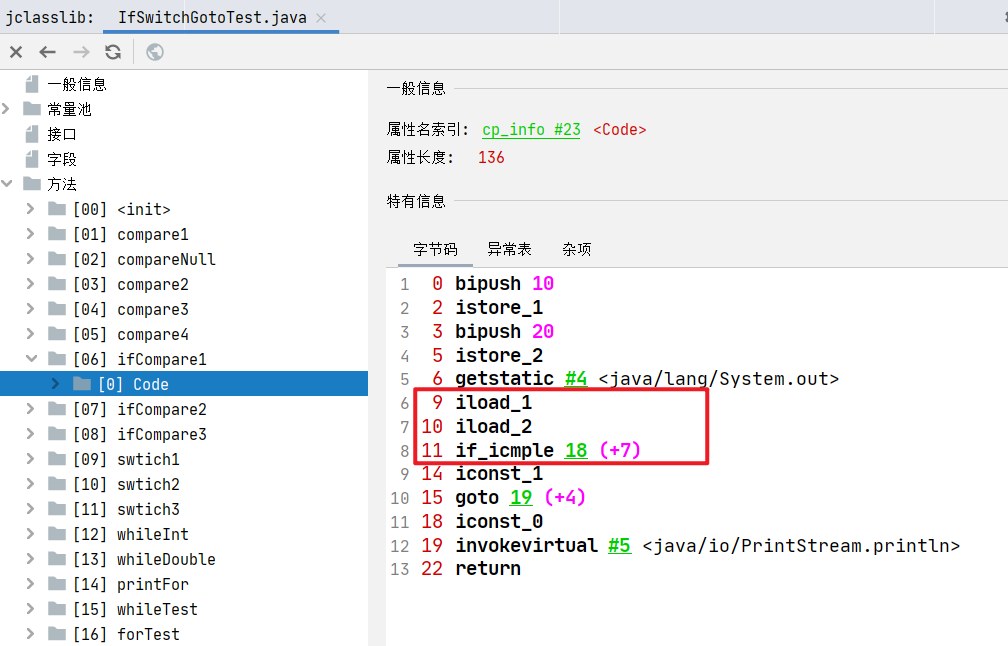 jclasslib: IfSwitchGotoTest.java
一般信息
常量池
接口
字段
方法
[00] <init>
[01] compare1
[02] compareNull
[03] compare2
[04] compare3
[05] compare4
[06] ifCompare1
[0] Code
[07] ifCompare2
[08] ifCompare3
[09] swtich1
[10] swtich2
[11] swtich3
[12] whileInt
[13] whileDouble
[14] printFor
[15] whileTest
[16] forTest
一般信息
属性名索引: cp_info #23 <Code>
属性长度: 136
特有信息
字节码 异常表 杂项
1 0 bipush 10
2 2 istore_1
3 3 bipush 20
4 5 istore_2
5 6 getstatic #4 <java/lang/System.out>
6 9 iload_1
7 10 iload_2
8 11 if_icmple 18 (+7)
9 14 iconst_1
10 15 goto 19 (+4)
11 18 iconst_0
12 19 invokevirtual #5 <java/io/PrintStream.println>
13 22 return